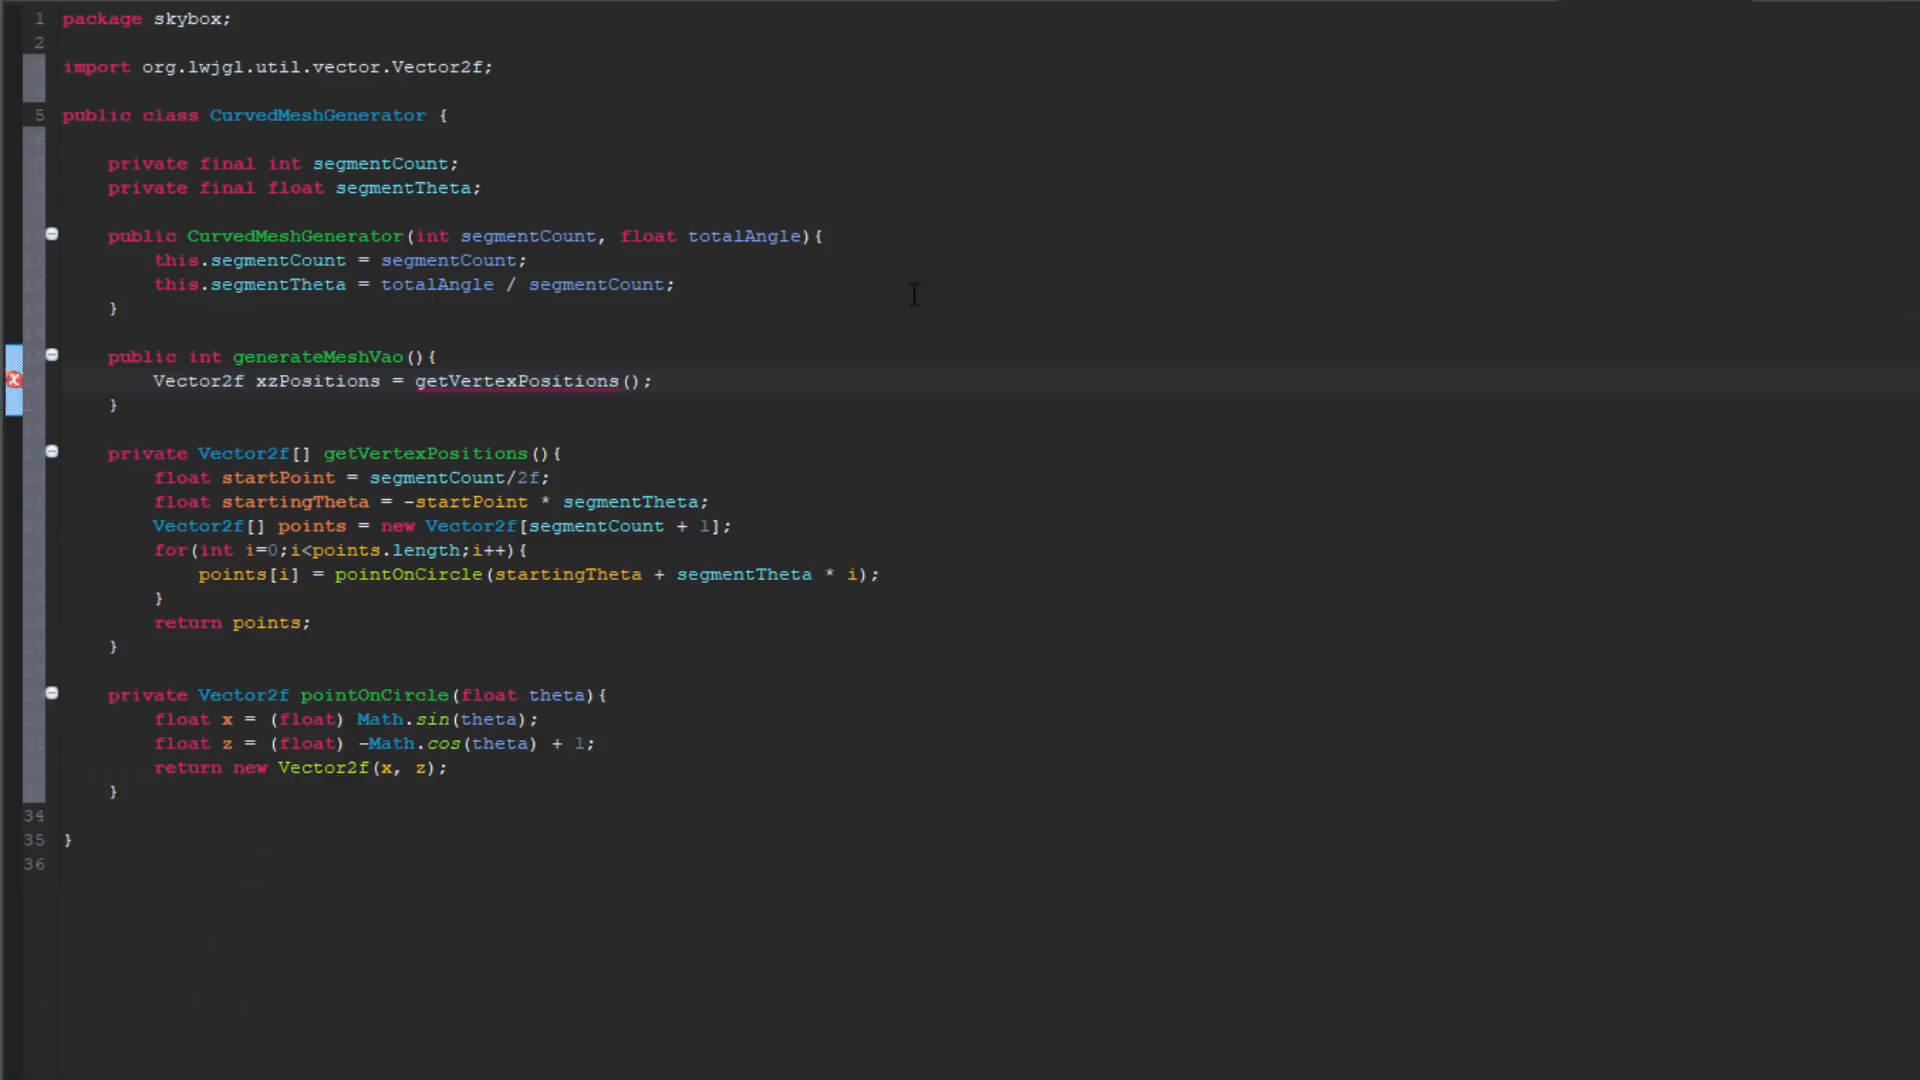 1 package skybox;
2
import org.lwjgl.util.vector.Vector2f;
5 public class CurvedMeshGenerator {
private final int segmentCount;
private final float segmentTheta;
public CurvedMeshGenerator(int segmentCount, float totalAngle){
this.segmentCount = segmentCount;
this.segmentTheta = totalAngle / segmentCount;
}
public int generateMeshVao(){
Vector2f xzPositions = getVertexPositions();
}
private Vector2f[] getVertexPositions(){
float startPoint = segmentCount/2f;
float startingTheta = -startPoint * segmentTheta;
Vector2f[] points = new Vector2f[segmentCount + 1];
for(int i=0;i<points.length;i++){
points[i] = pointOnCircle(startingTheta + segmentTheta * i);
}
return points;
}
private Vector2f pointOnCircle(float theta){
float x = (float) Math.sin(theta);
float z = (float) -Math.cos(theta) + 1;
return new Vector2f(x, z);
}
34
35 }
36